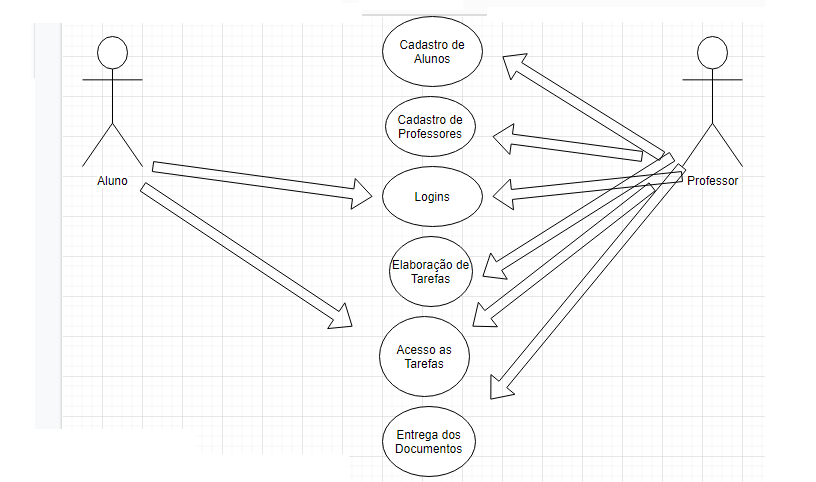 Cadastro de
Alunos
Cadastro de
Professores
Aluno
Professor
Logins
Elaboração de
Tarefas
Acesso as
Tarefas
Entrega dos
Documentos